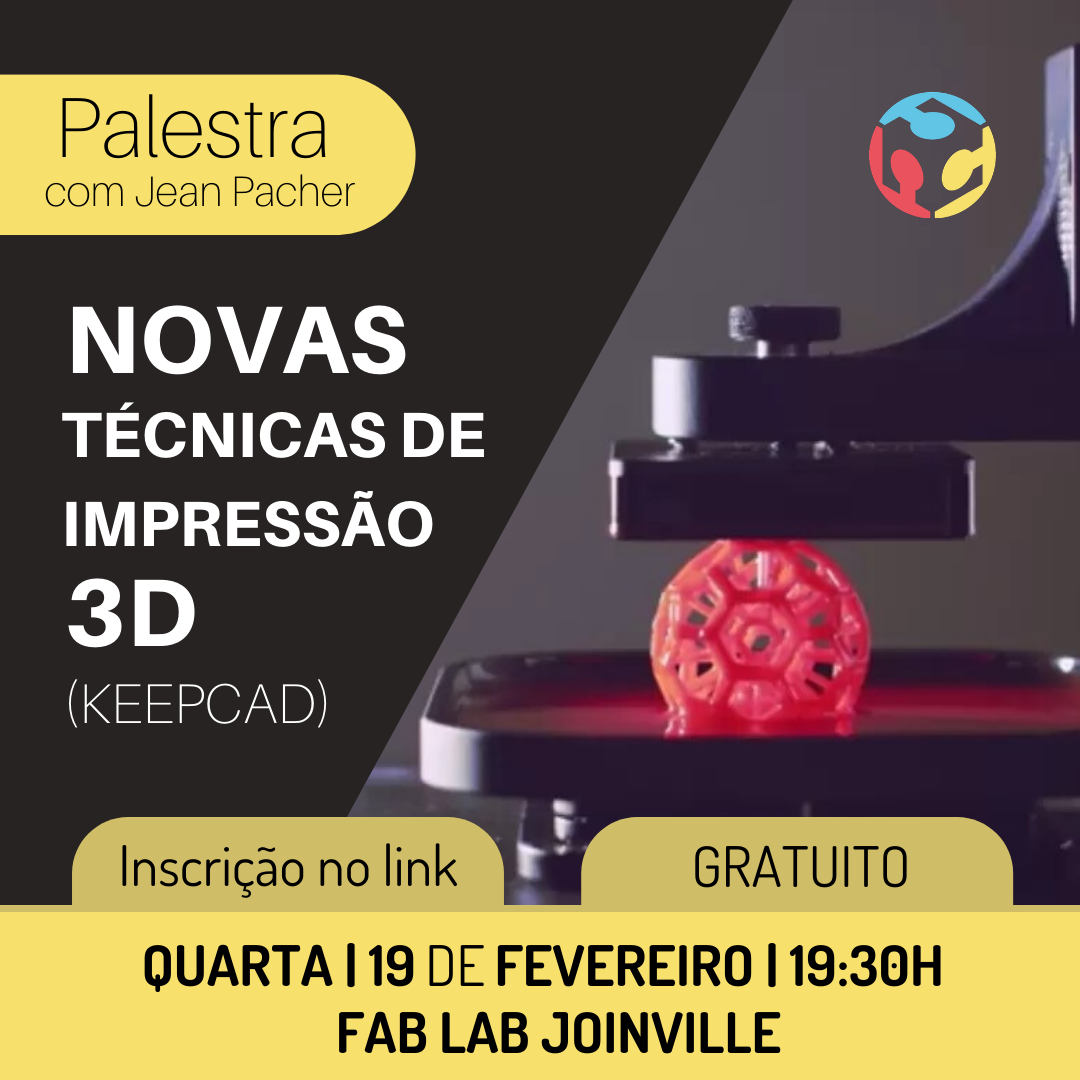 Palestra
com Jean Pacher
NOVAS
TÉCNICAS DE
IMPRESSÃO
3D
(KEEPCAD)
Inscrição no link
GRATUITO
QUARTA | 19 DE FEVEREIRO | 19:30H
FAB LAB JOINVILLE